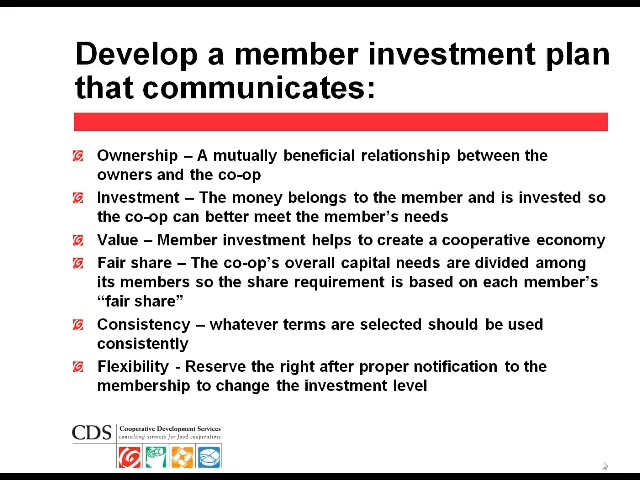 Develop a member investment plan
that communicates:
Ownership – A mutually beneficial relationship between the
owners and the co-op
Investment – The money belongs to the member and is invested so
the co-op can better meet the member's needs
Value – Member investment helps to create a cooperative economy
Fair share – The co-op's overall capital needs are divided among
its members so the share requirement is based on each member's
“fair share”
Consistency – whatever terms are selected should be used
consistently
Flexibility - Reserve the right after proper notification to the
membership to change the investment level
CDS
Cooperative Development Services
consulting services for food cooperatives